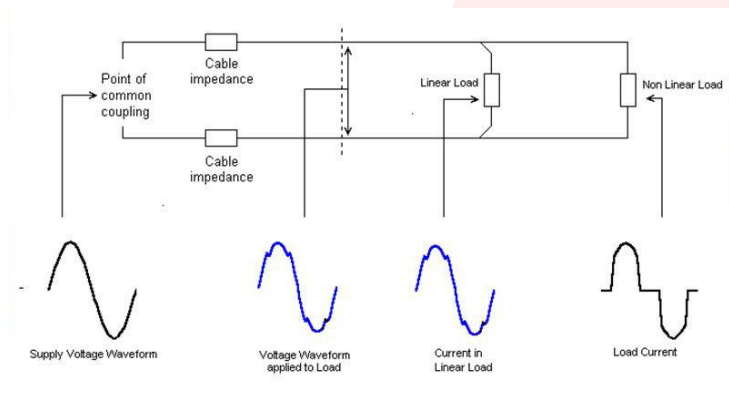 Cable
impedance
Point of
common
coupling
Linear Load
Non Linear Load
Cable
impedance
Supply Voltage Waveform
Voltage Waveform
applied to Load
Current in
Linear Load
Load Current